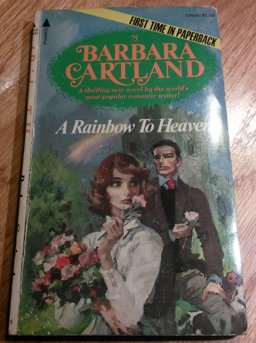 FIRST TIME IN PAPERBACK
75
BARBARA
CARTLAND
A thrilling new novel by the world's
most popular romantic writer!
A Rainbow To Heaven